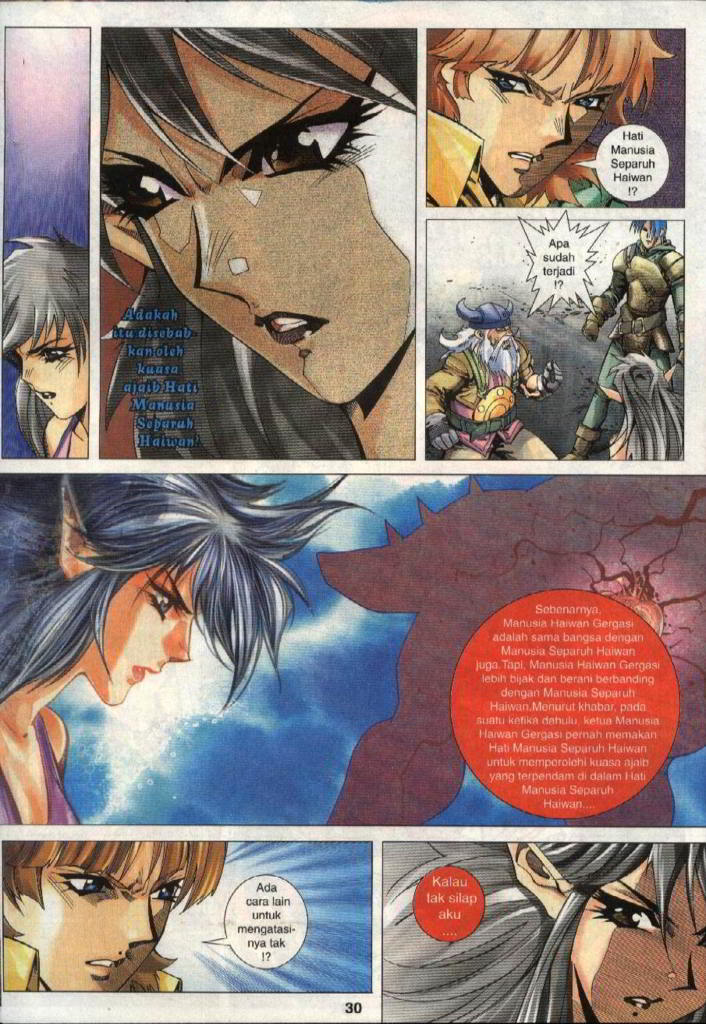 Adakah
itu disebab
kan oleh
kuasa
ajaib Hati
Manusia
Separuh
Haiwan!
Hati
Manusia
Separuh
Haiwan
!?
Apa
sudah
terjadi
!?
Sebenarnya,
Manusia Haiwan Gergasi
adalah sama bangsa dengan
Manusia Separuh Haiwan
juga.Tapi, Manusia Haiwan Gergasi
lebih bijak dan berani berbanding
dengan Manusia Separuh
Haiwan.Menurut khabar, pada
suatu ketika dahulu, ketua Manusia
Haiwan Gergasi pernah memakan
Hati Manusia Separuh Haiwan
untuk memperolehi kuasa ajaib
yang terpendam di dalam Hati
Manusia Separuh
Haiwan....
Ada
cara lain
untuk
mengatasi-
nya tak
!?
Kalau
tak silap
aku
....
30